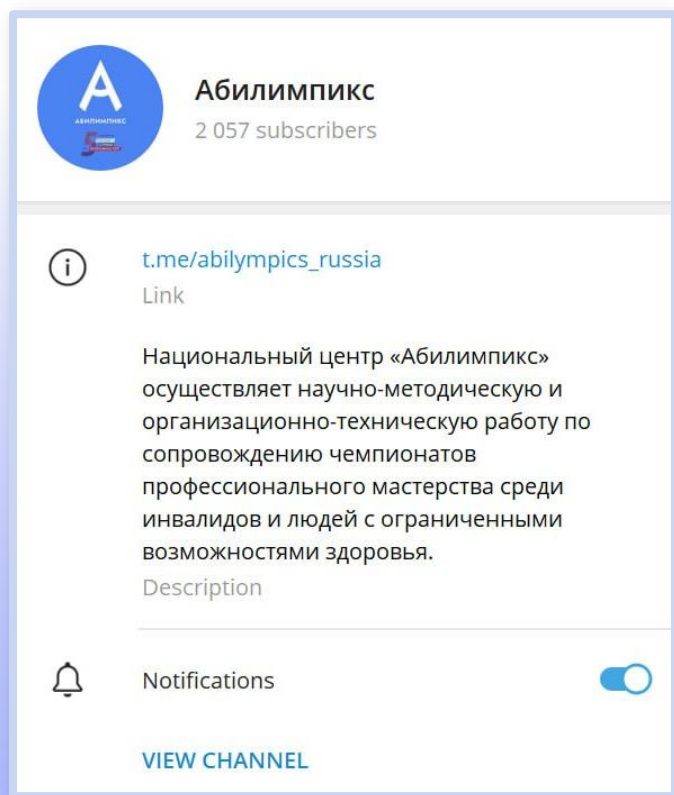 Абилимпикс
2 057 subscribers
А
АБИЛИМПИКС
t.me/abilympics_russia
Link
Национальный центр «Абилимпикс»
осуществляет научно-методическую и
организационно-техническую работу по
сопровождению чемпионатов
профессионального мастерства среди
инвалидов и людей с ограниченными
возможностями здоровья.
Description
Notifications
VIEW CHANNEL